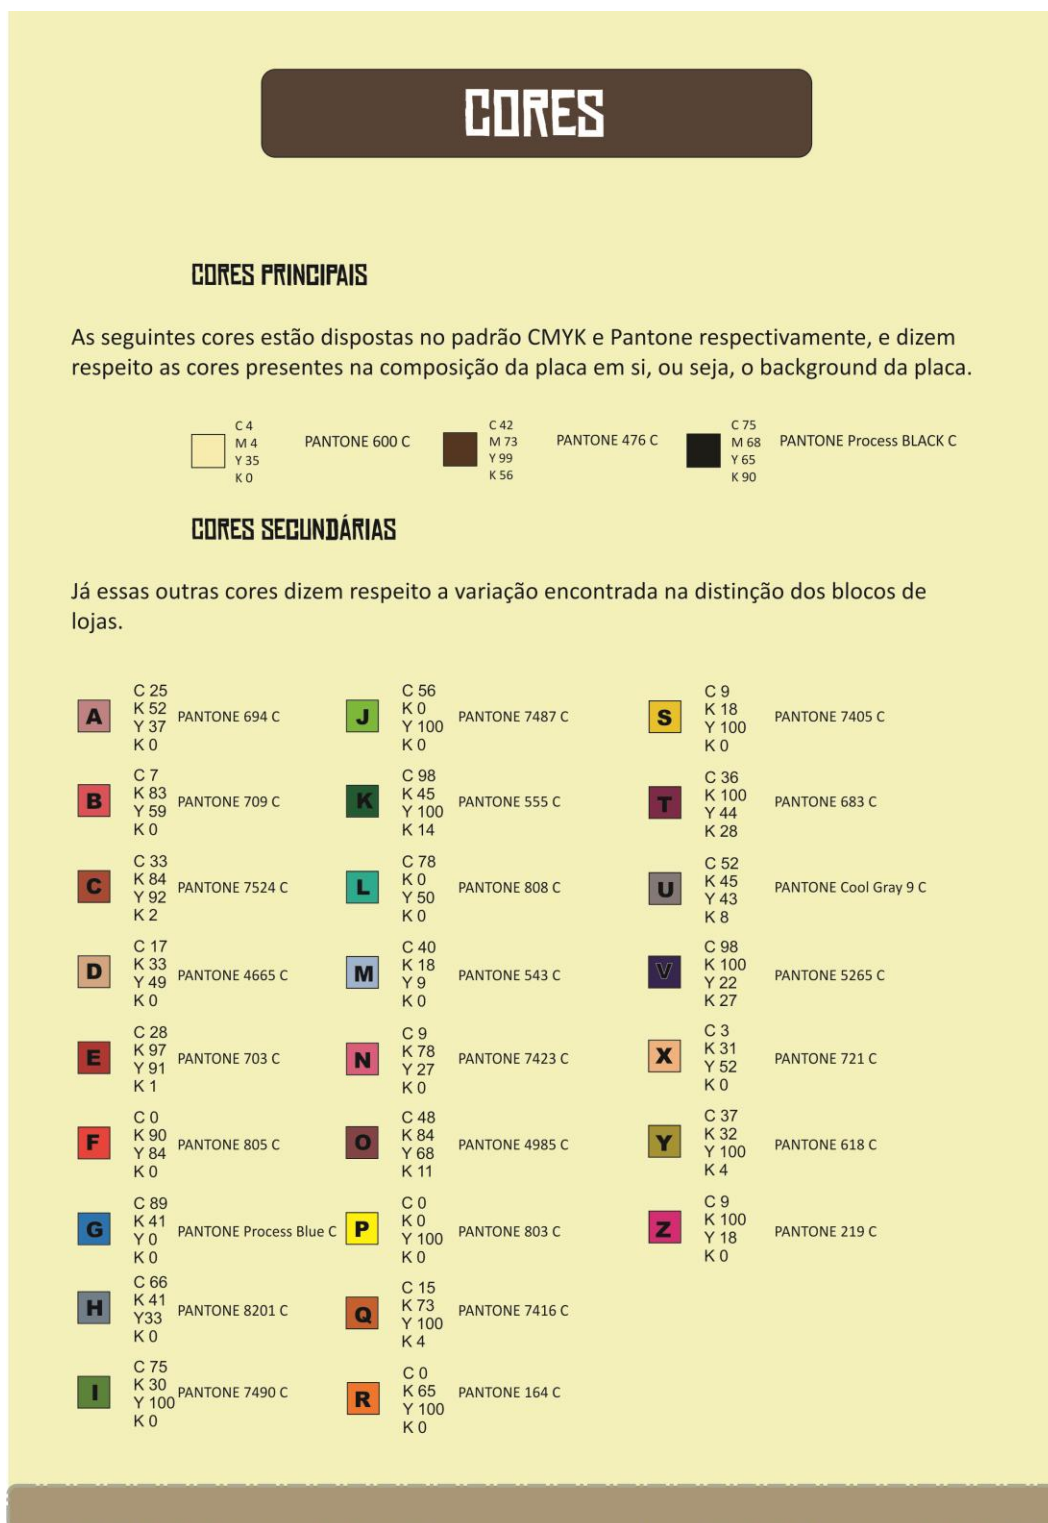 CORES
CORES PRINCIPAIS
As seguintes cores estão dispostas no padrão CMYK e Pantone respectivamente, e dizem
respeito as cores presentes na composição da placa em si, ou seja, o background da placa.
C 4
M 4
Y 35
K 0
PANTONE 600 C
C 42
M 73
Y 99
K 56
PANTONE 476 C
C 75
M 68
Y 65
K 90
PANTONE Process BLACK C
CORES SECUNDÁRIAS
Já essas outras cores dizem respeito a variação encontrada na distinção dos blocos de
lojas.
A
C 25
K 52
Y 37
K 0
PANTONE 694 C
B
C 7
K 83
Y 59
K 0
PANTONE 709 C
C
C 33
K 84
Y 92
K 2
PANTONE 7524 C
D
C 17
K 33
Y 49
K 0
PANTONE 4665 C
E
C 28
K 97
Y 91
K 1
PANTONE 703 C
F
C 0
K 90
Y 84
K 0
PANTONE 805 C
G
C 89
K 41
Y 0
K 0
PANTONE Process Blue C
H
C 66
K 41
Y33
K 0
PANTONE 8201 C
I
C 75
K 30
Y 100
K 0
PANTONE 7490 C
J
C 56
K 0
Y 100
K 0
PANTONE 7487 C
K
C 98
K 45
Y 100
K 14
PANTONE 555 C
L
C 78
K 0
Y 50
K 0
PANTONE 808 C
M
C 40
K 18
Y 9
K 0
PANTONE 543 C
N
C 9
K 78
Y 27
K 0
PANTONE 7423 C
O
C 48
K 84
Y 68
K 11
PANTONE 4985 C
P
C 0
K 0
Y 100
K 0
PANTONE 803 C
Q
C 15
K 73
Y 100
K 4
PANTONE 7416 C
R
C 0
K 65
Y 100
K 0
PANTONE 164 C
S
C 9
K 18
Y 100
K 0
PANTONE 7405 C
T
C 36
K 100
Y 44
K 28
PANTONE 683 C
U
C 52
K 45
Y 43
K 8
PANTONE Cool Gray 9 C
V
C 98
K 100
Y 22
K 27
PANTONE 5265 C
X
C 3
K 31
Y 52
K 0
PANTONE 721 C
Y
C 37
K 32
Y 100
K 4
PANTONE 618 C
Z
C 9
K 100
Y 18
K 0
PANTONE 219 C